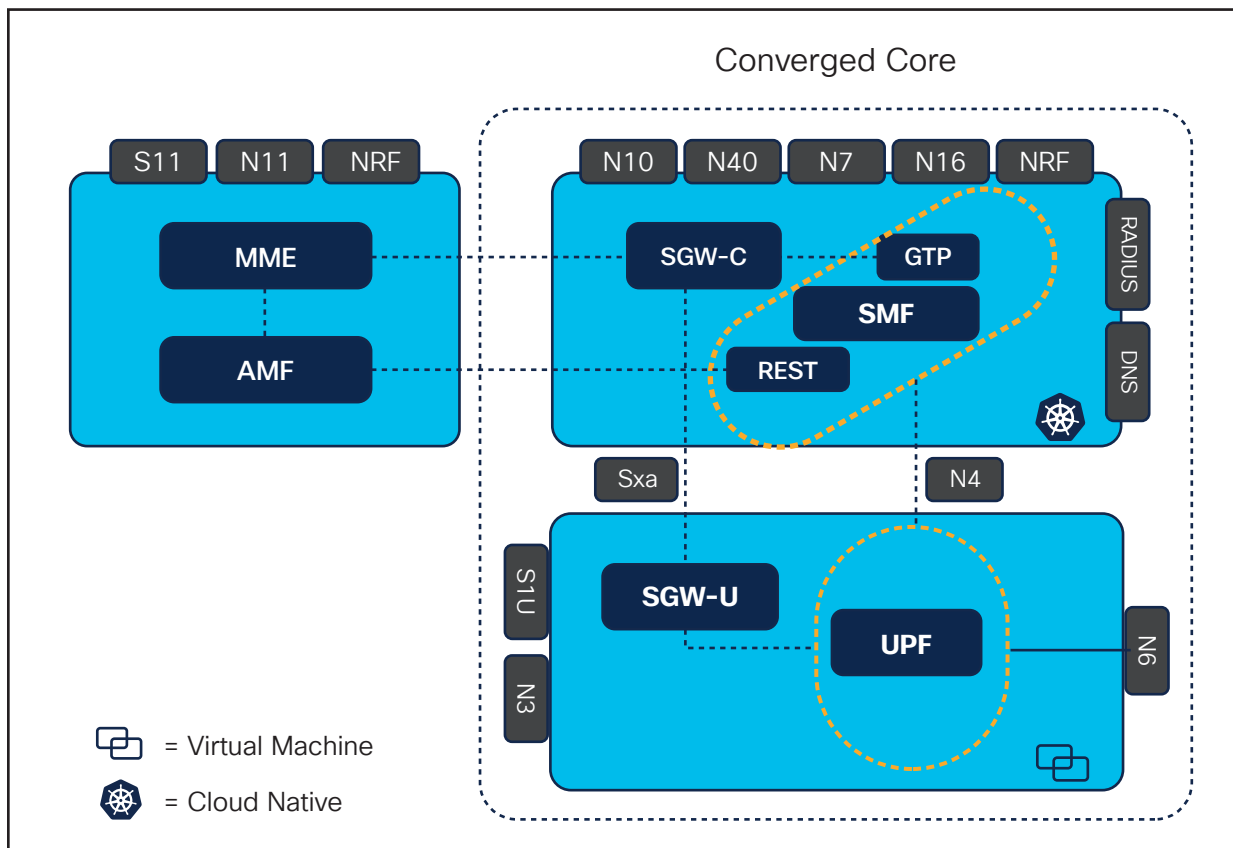 Converged Core
S11
N11
NRF
N10
N40
N7
N16
NRF
MME
SGW-C
GTP
RADIUS
SMF
AMF
REST
DNS
Sxa
N4
S1U
SGW-U
UPF
N6
N3
= Virtual Machine
= Cloud Native